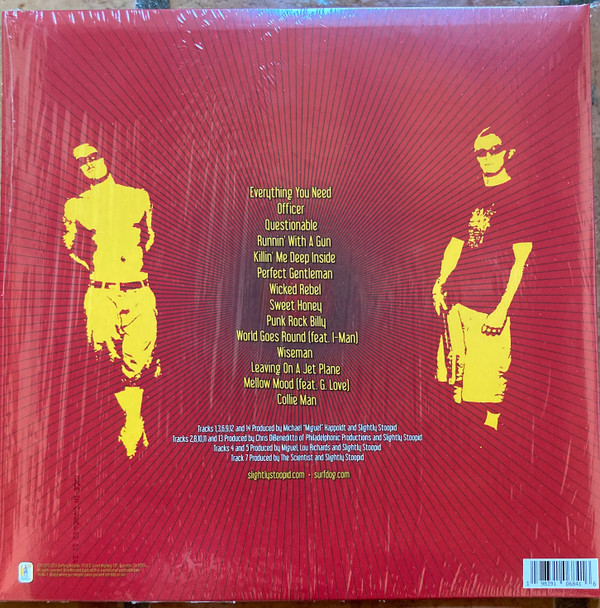 Everything You Need
Officer
Questionable
Runnin' With A Gun
Killin' Me Deep Inside
Perfect Gentleman
Wicked Rebel
Sweet Honey
Punk Rock Billy
World Goes Round (feat. I-Man)
Wiseman
Leaving On A Jet Plane
Mellow Mood (feat. G. Love)
Collie Man
Tracks 1,3,6,9,12 and 14 Produced by Michael "Miguel" Happoldt and Slightly Stoopid
Tracks 2,8,10,11 and 13 Produced by Chris DiBeneditto of Philadelphonic Productions and Slightly Stoopid
Tracks 4 and 5 Produced by Miguel, Lou Richards and Slightly Stoopid
Track 7 Produced by The Scientist and Slightly Stoopid
slightlystoopid.com - surfdog.com
1 98391 06841 6